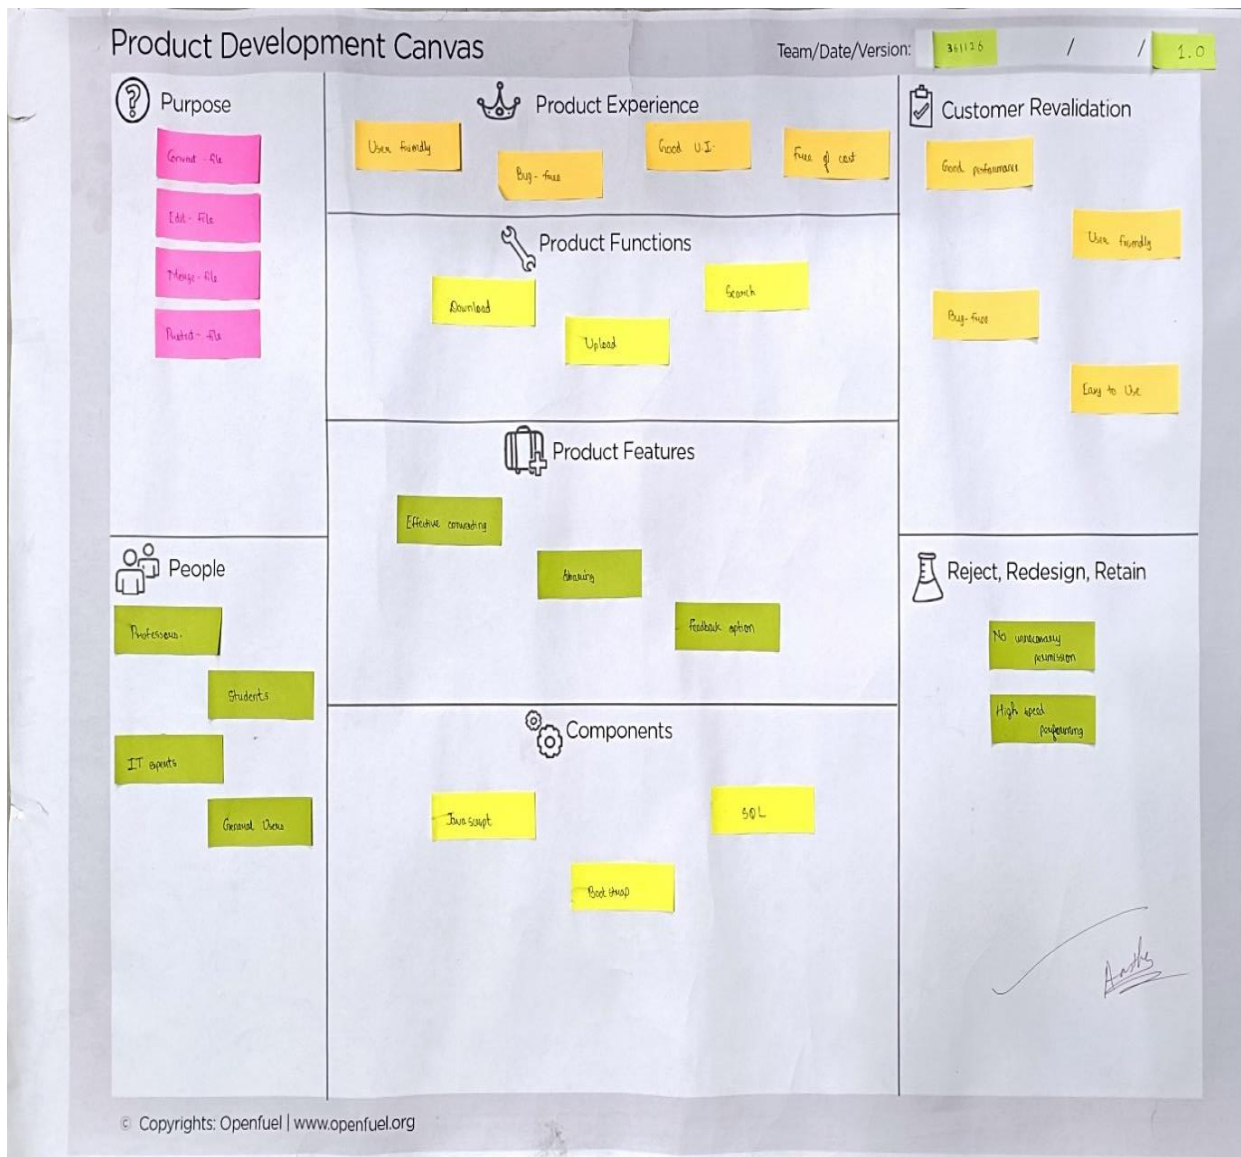 Product Development Canvas
Team/Date/Version:
361126
/
/
1.0
Purpose
Convert-file
Edit-file
Merge-file
Protect-file
Product Experience
User friendly
Bug-free
Good U.I.
Free of cost
Product Functions
Download
Upload
Search
Product Features
Effective converting
Sharing
Feedback option
Components
Java script
Bootstrap
SQL
People
Professors.
Students
IT experts
General Users
Customer Revalidation
Good performance
User friendly
Bug-free
Easy to Use
Reject, Redesign, Retain
No unnecessary
permission
High speed
performing
© Copyrights: Openfuel | www.openfuel.org